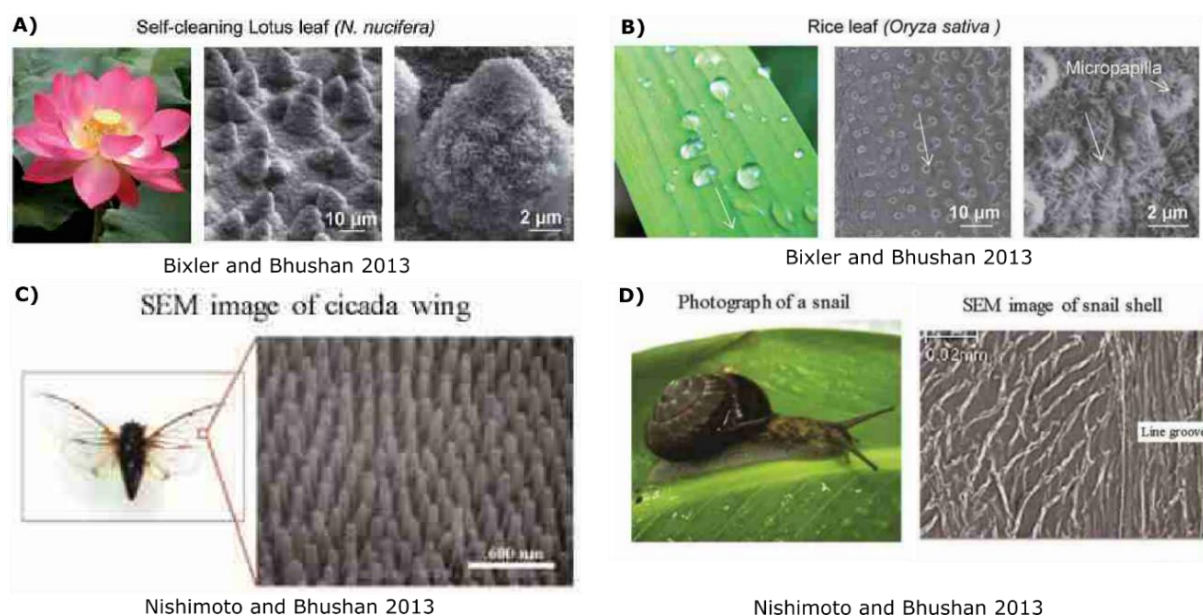 A)
Self-cleaning Lotus leaf (N. nucifera)
10 µm
2 µm
Bixler and Bhushan 2013
B)
Rice leaf (Oryza sativa )
Micropapilla
10 µm
2 µm
Bixler and Bhushan 2013
C)
SEM image of cicada wing
600 nm
Nishimoto and Bhushan 2013
D)
Photograph of a snail
SEM image of snail shell
0.02mm
Line groove
Nishimoto and Bhushan 2013